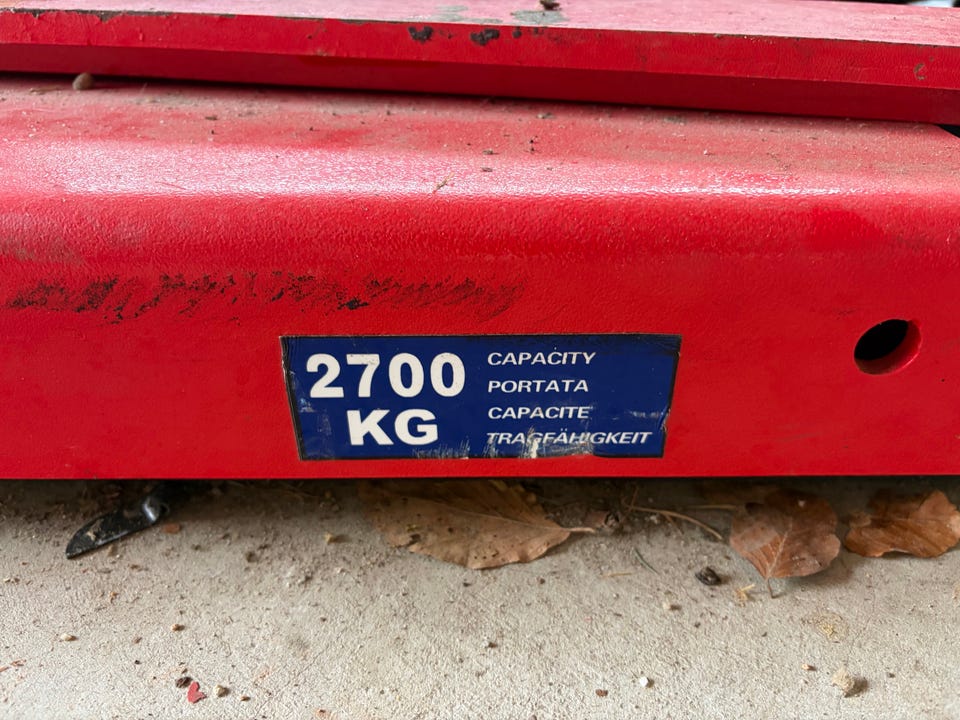 2700
KG
CAPACITY
PORTATA
CAPACITE
TRAGFÄHIGKEIT